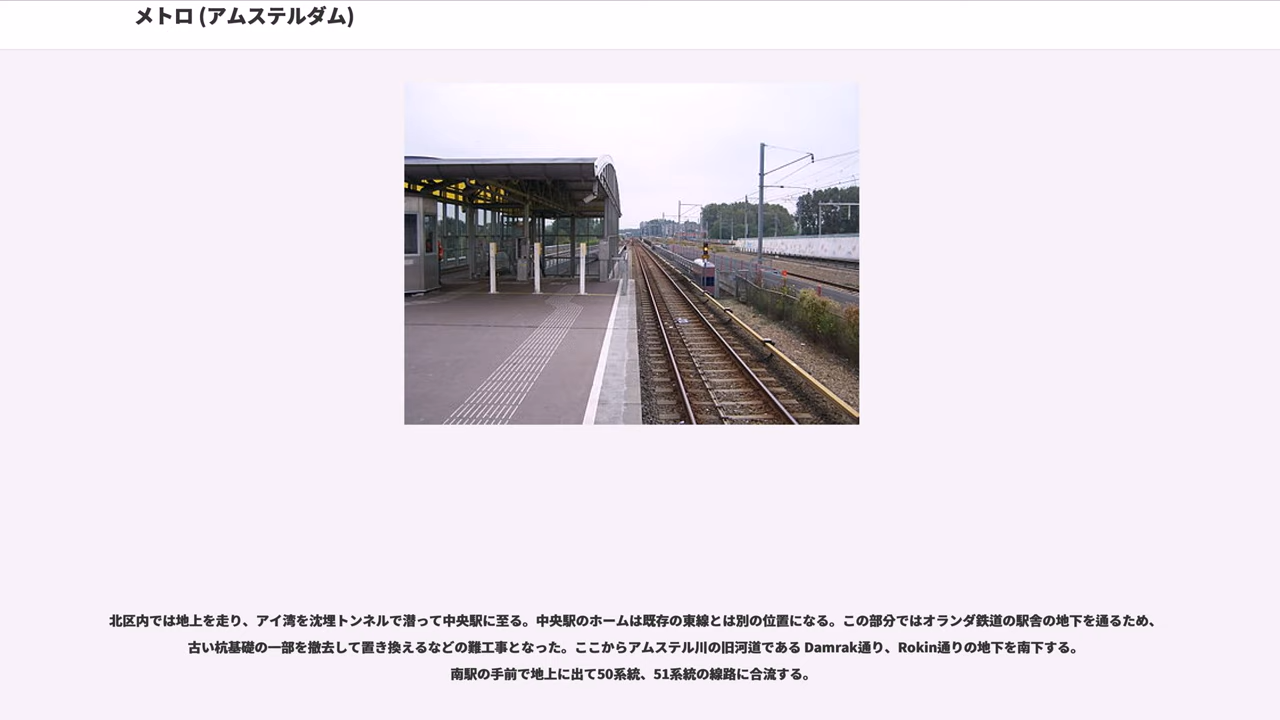 メトロ (アムステルダム)
北区内では地上を走り、アイ湾を沈埋トンネルで潜って中央駅に至る。中央駅のホームは既存の東線とは別の位置になる。この部分ではオランダ鉄道の駅舎の地下を通るため、
古い杭基礎の一部を撤去して置き換えるなどの難工事となった。ここからアムステル川の旧河道である Damrak通り、Rokin通りの地下を南下する。
南駅の手前で地上に出て50系統、51系統の線路に合流する。